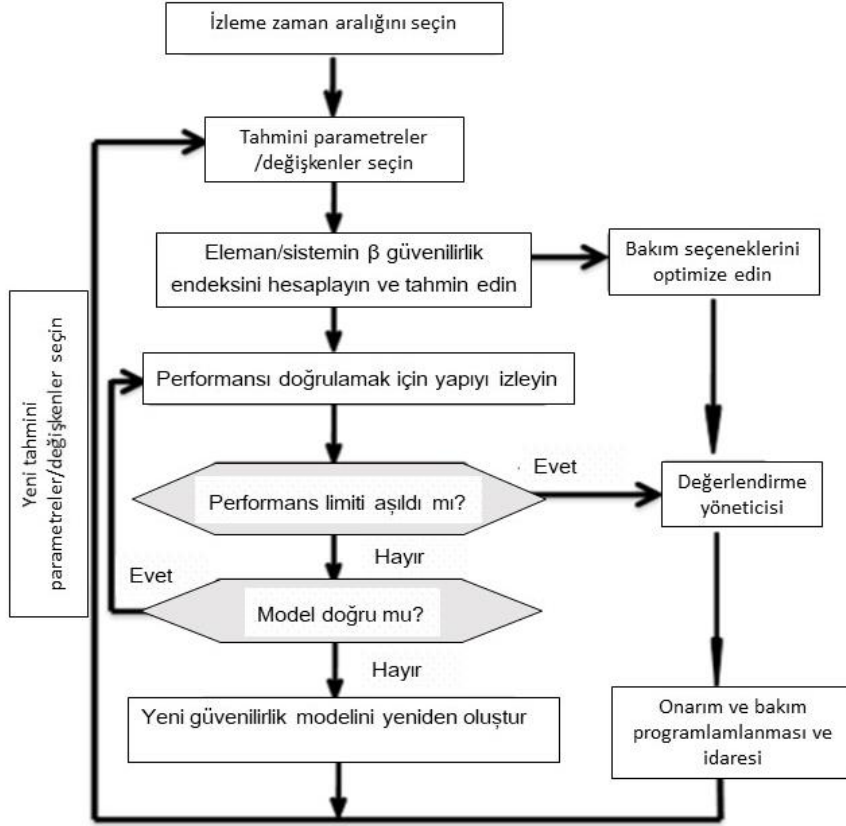 İzleme zaman aralığını seçin
Tahmini parametreler
/değişkenler seçin
Eleman/sistemin β güvenilirlik
endeksini hesaplayın ve tahmin edin
Bakım seçeneklerini
optimize edin
Yeni tahmini
parametreler/değişkenler seçin
Performansı doğrulamak için yapıyı izleyin
Evet
Performans limiti aşıldı mı?
Değerlendirme
yöneticisi
Hayır
Evet
Model doğru mu?
Hayır
Yeni güvenilirlik modelini yeniden oluştur
Onarım ve bakım
programlamlanması ve
idaresi